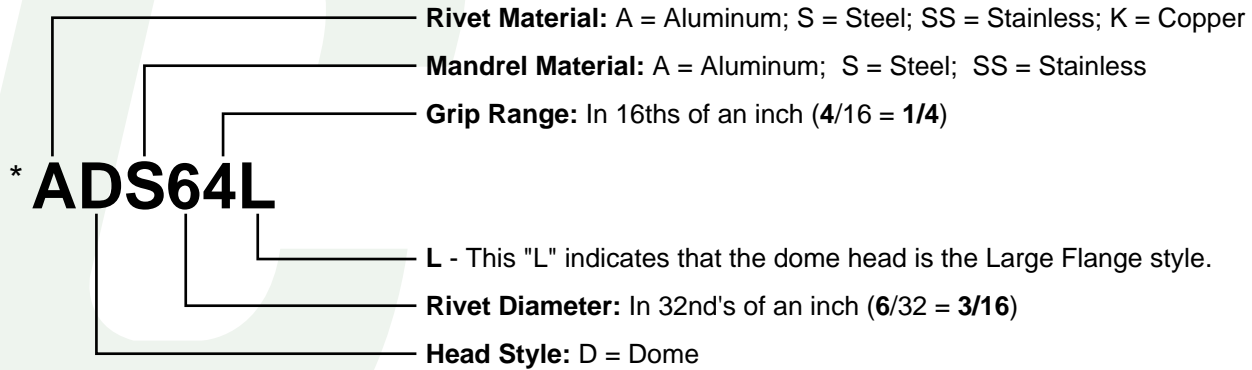 Rivet Material: A = Aluminum; S = Steel; SS = Stainless; K = Copper
Mandrel Material: A = Aluminum; S = Steel; SS = Stainless
Grip Range: In 16ths of an inch (4/16 = 1/4)
* ADS64L
L - This "L" indicates that the dome head is the Large Flange style.
Rivet Diameter: In 32nd's of an inch (6/32 = 3/16)
Head Style: D = Dome